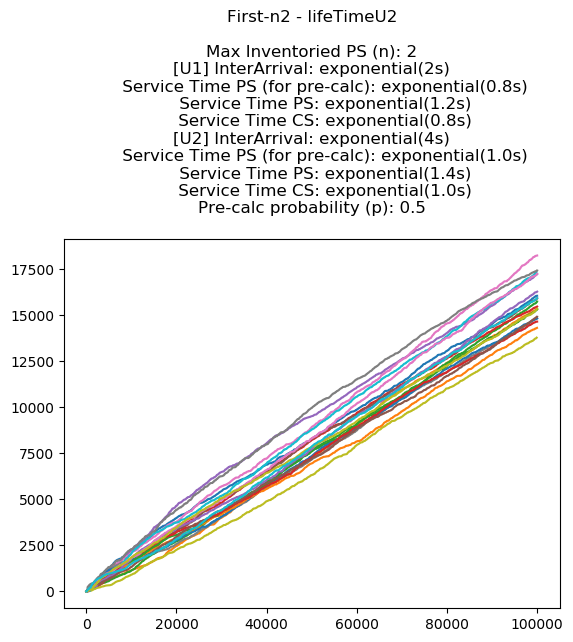 First-n2 - lifeTimeU2
Max Inventoried PS (n): 2
[U1] InterArrival: exponential(2s)
Service Time PS (for pre-calc): exponential(0.8s)
Service Time PS: exponential(1.2s)
Service Time CS: exponential(0.8s)
[U2] InterArrival: exponential(4s)
Service Time PS (for pre-calc): exponential(1.0s)
Service Time PS: exponential(1.4s)
Service Time CS: exponential(1.0s)
Pre-calc probability (p): 0.5
17500
15000
12500
10000
7500
5000
2500
0
0 20000 40000 60000 80000 100000